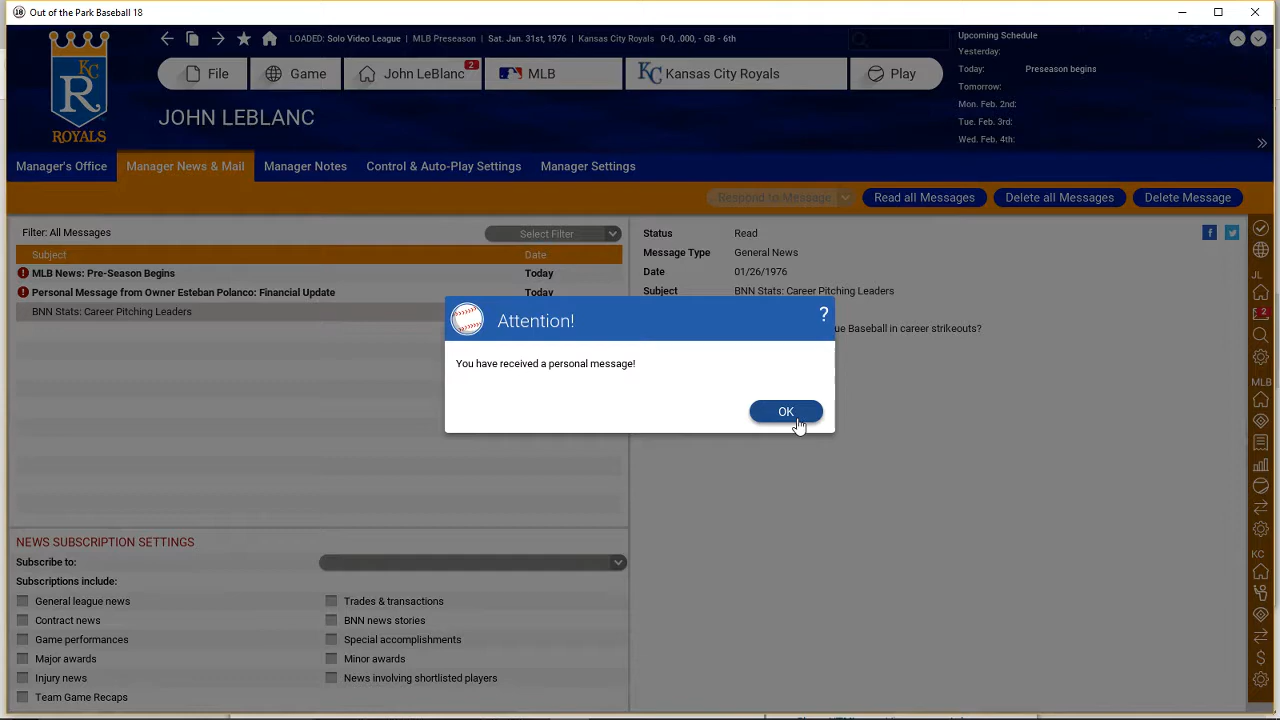 Out of the Park Baseball 18
LOADED: Solo Video League | MLB Preseason | Sat. Jan. 31st, 1976 | Kansas City Royals 0-0, .000, - GB - 6th
Upcoming Schedule
Yesterday:
Today: Preseason begins
Tomorrow:
Mon. Feb. 2nd:
Tue. Feb. 3rd:
Wed. Feb. 4th:
File
Game
John LeBlanc 2
MLB
Kansas City Royals
Play
KC
R
ROYALS
JOHN LEBLANC
Manager's Office
Manager News & Mail
Manager Notes
Control & Auto-Play Settings
Manager Settings
Respond to Message
Read all Messages
Delete all Messages
Delete Message
Filter: All Messages
Select Filter
Subject Date
MLB News: Pre-Season Begins Today
Personal Message from Owner Esteban Polanco: Financial Update Today
BNN Stats: Career Pitching Leaders
Status Read
Message Type General News
Date 01/26/1976
Subject BNN Stats: Career Pitching Leaders
ue Baseball in career strikeouts?
Attention!
?
You have received a personal message!
OK
NEWS SUBSCRIPTION SETTINGS
Subscribe to:
Subscriptions include:
General league news
Trades & transactions
Contract news
BNN news stories
Game performances
Special accomplishments
Major awards
Minor awards
Injury news
News involving shortlisted players
Team Game Recaps
JL
2
MLB
KC
$